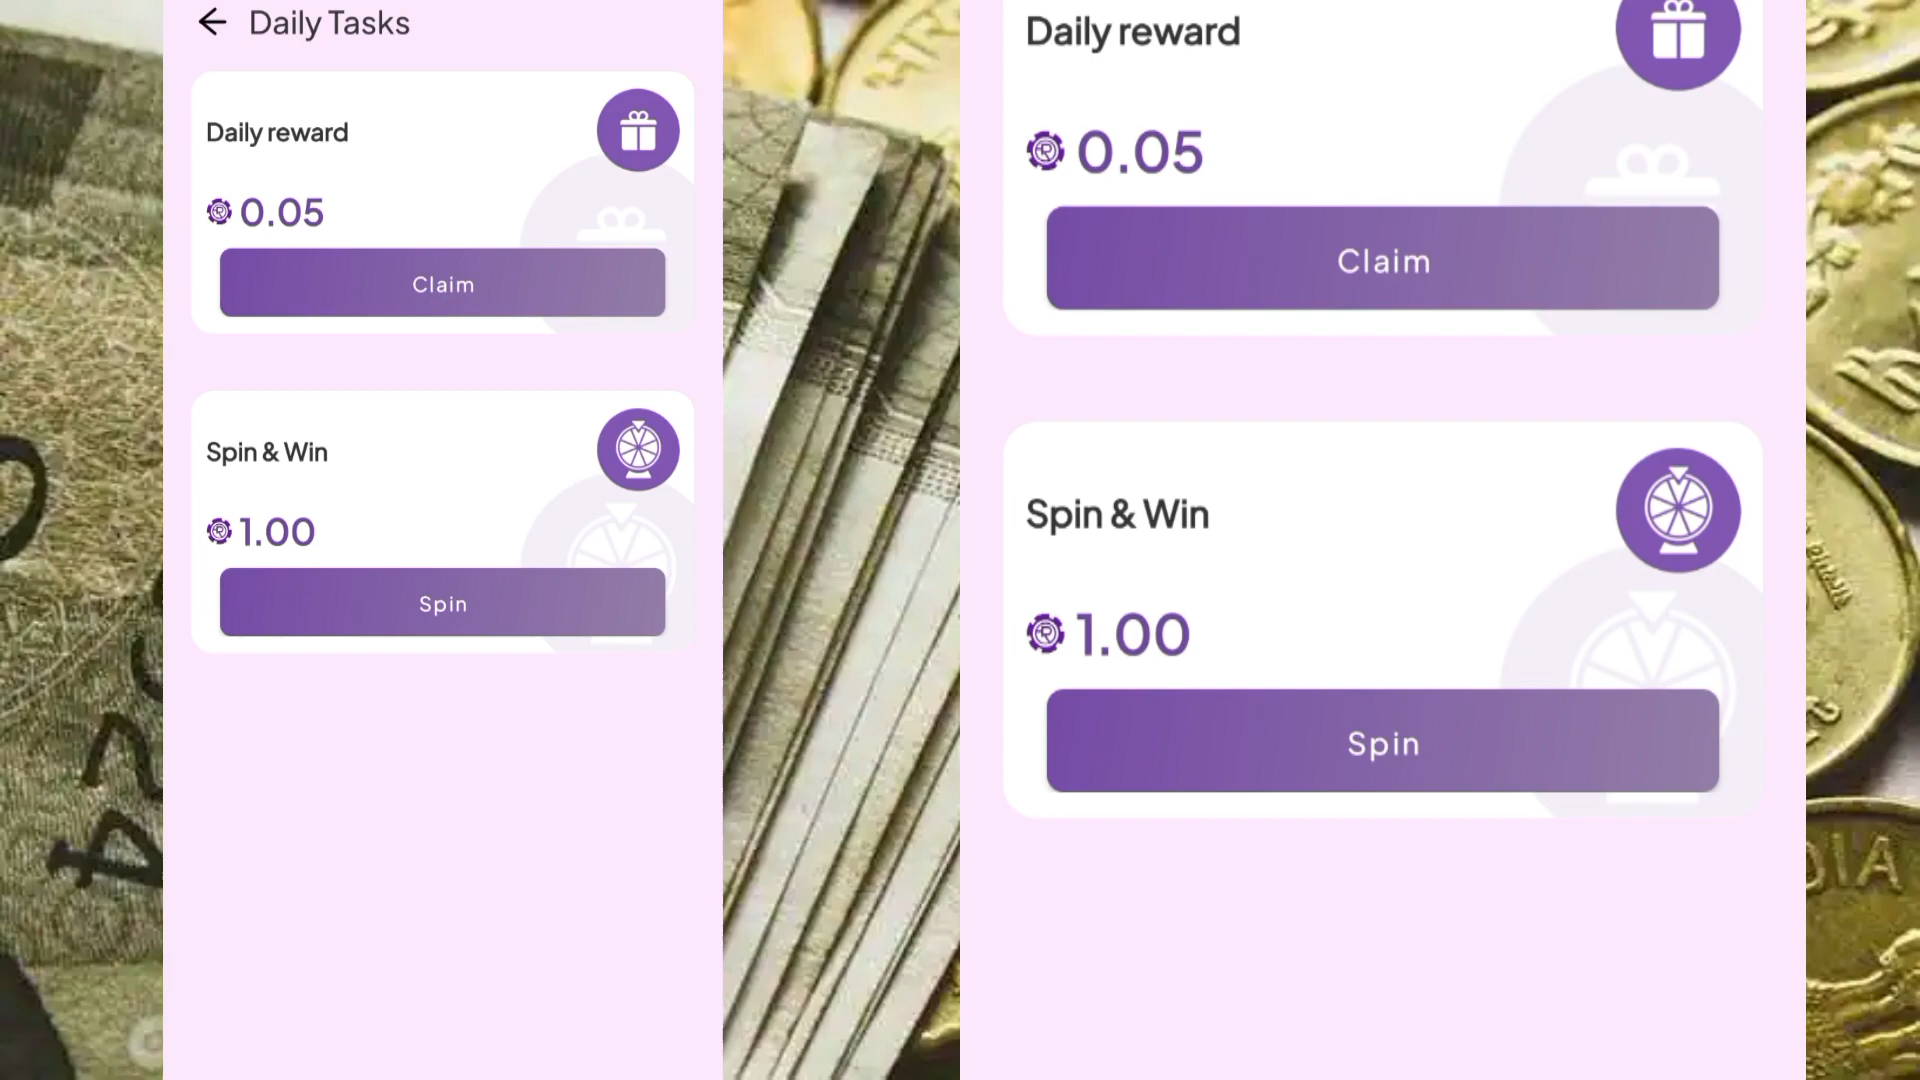 Daily Tasks
Daily reward
0.05
Claim
Spin & Win
1.00
Spin
Daily reward
0.05
Claim
Spin & Win
1.00
Spin